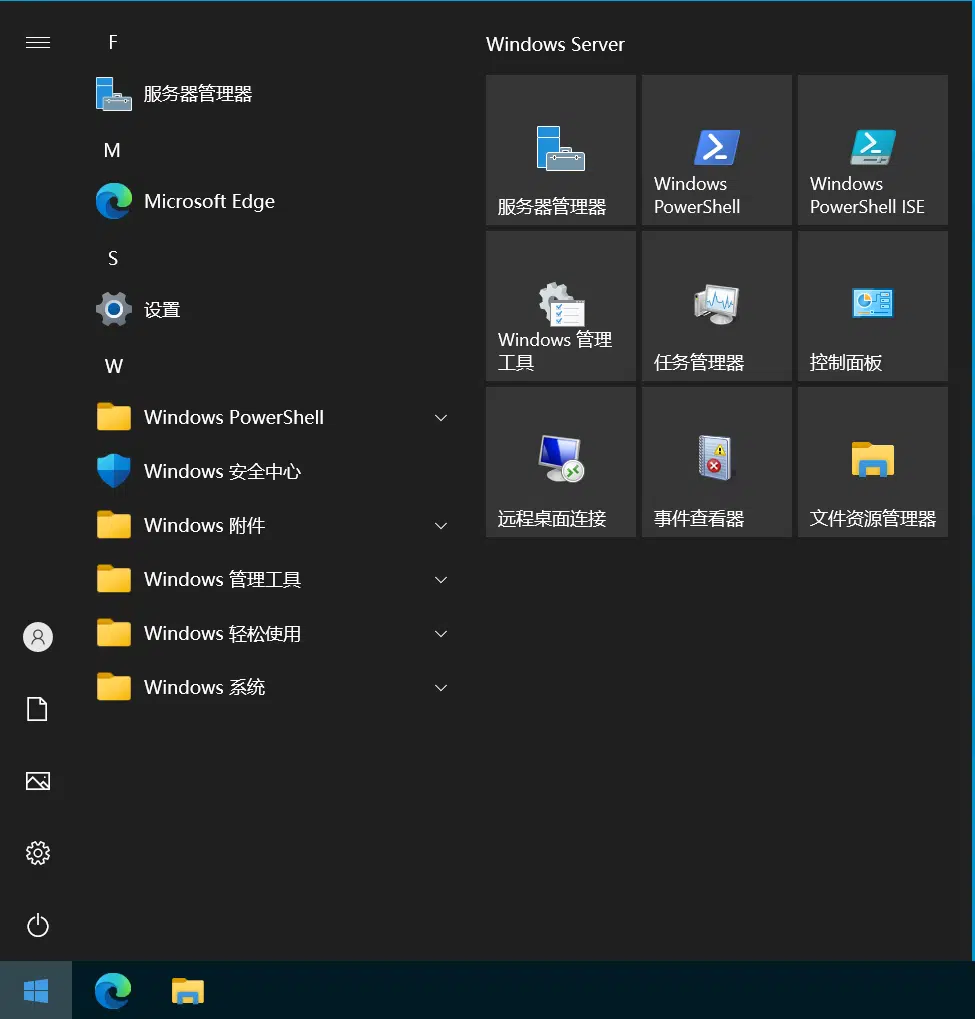 F
服务器管理器
M
Microsoft Edge
S
设置
W
Windows PowerShell
Windows 安全中心
Windows 附件
Windows 管理工具
Windows 轻松使用
Windows 系统
Windows Server
服务器管理器
Windows
PowerShell
Windows
PowerShell ISE
Windows 管理
工具
任务管理器
控制面板
远程桌面连接
事件查看器
文件资源管理器